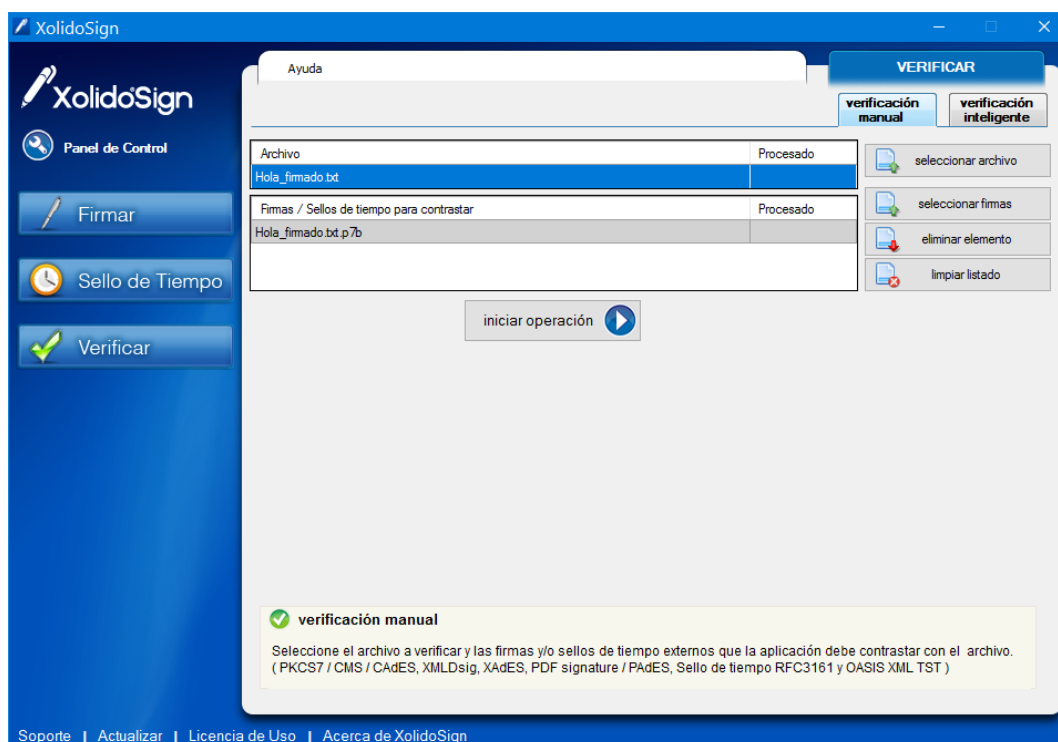 XolidoSign
XolidoSign
Panel de Control
Firmar
Sello de Tiempo
Verificar
Ayuda
VERIFICAR
verificación manual
verificación inteligente
Archivo Procesado
Hola_firmado.txt
seleccionar archivo
Firmas / Sellos de tiempo para contrastar Procesado
Hola_firmado.txt.p7b
seleccionar firmas
eliminar elemento
limpiar listado
iniciar operación
verificación manual
Seleccione el archivo a verificar y las firmas y/o sellos de tiempo externos que la aplicación debe contrastar con el archivo.
( PKCS7 / CMS / CAdES, XMLDsig, XAdES, PDF signature / PAdES, Sello de tiempo RFC3161 y OASIS XML TST )
Soporte | Actualizar | Licencia de Uso | Acerca de XolidoSign